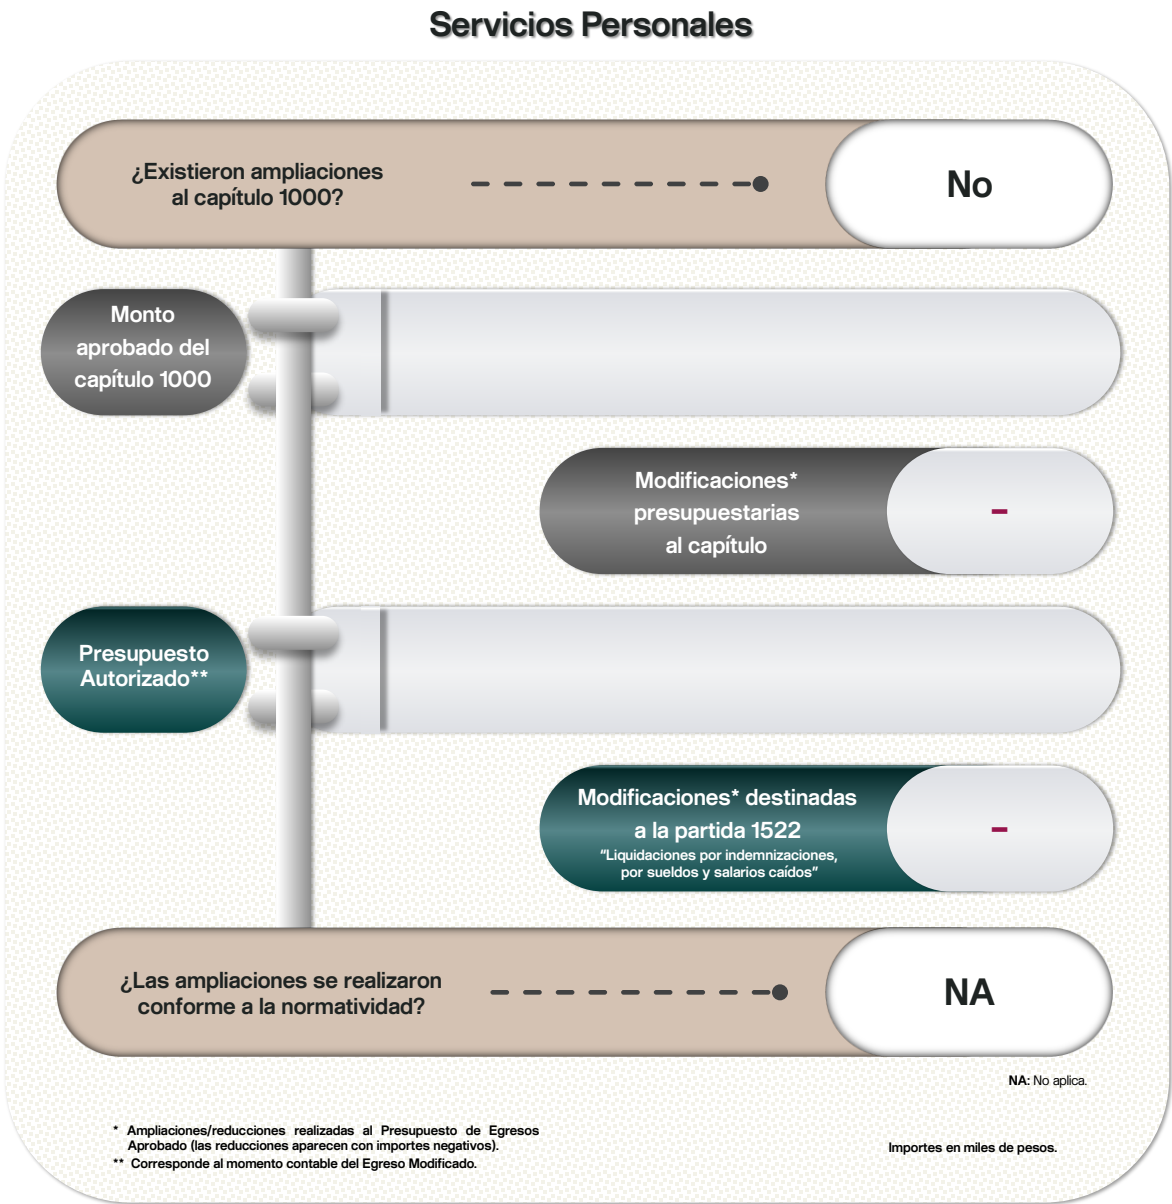 Servicios Personales
¿Existieron ampliaciones
al capítulo 1000?
No
Monto
aprobado del
capítulo 1000
Modificaciones*
presupuestarias
al capítulo
-
Presupuesto
Autorizado**
Modificaciones* destinadas
a la partida 1522
"Liquidaciones por indemnizaciones,
por sueldos y salarios caídos"
-
¿Las ampliaciones se realizaron
conforme a la normatividad?
NA
NA: No aplica.
* Ampliaciones/reducciones realizadas al Presupuesto de Egresos
Aprobado (las reducciones aparecen con importes negativos).
** Corresponde al momento contable del Egreso Modificado.
Importes en miles de pesos.